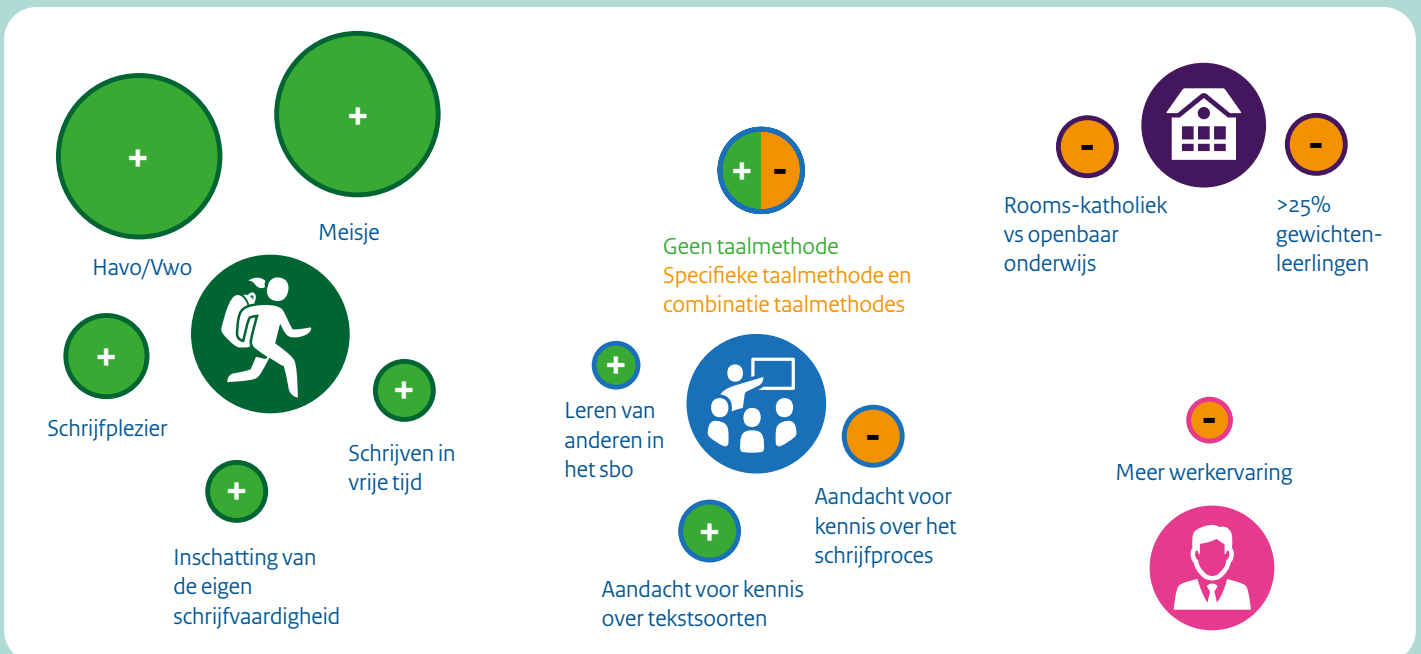 +
Havo/Vwo
+
Meisje
+
Schrijfplezier
+
Schrijven in
vrije tijd
+
Inschatting van
de eigen
schrijfvaardigheid
+ -
Geen taalmethode
Specifieke taalmethode en
combinatie taalmethodes
+
Leren van
anderen in
het sbo
-
Aandacht voor
kennis over het
schrijfproces
+
Aandacht voor kennis
over tekstsoorten
-
Rooms-katholiek
vs openbaar
onderwijs
-
>25%
gewichten-
leerlingen
-
Meer werkervaring